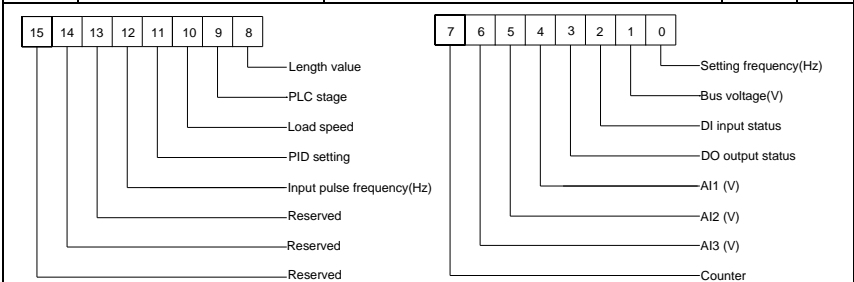 15 14 13 12 11 10 9 8
Length value
PLC stage
Load speed
PID setting
Input pulse frequency(Hz)
Reserved
Reserved
Reserved
7 6 5 4 3 2 1 0
Setting frequency(Hz)
Bus voltage(V)
DI input status
DO output status
AI1 (V)
AI2 (V)
AI3 (V)
Counter